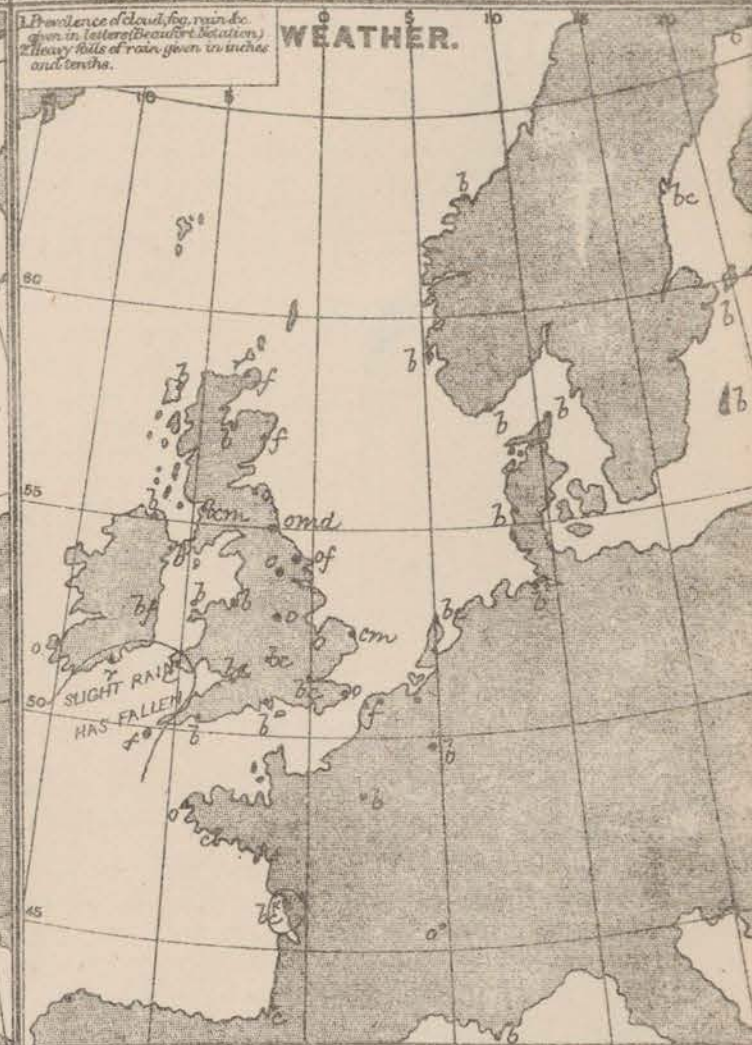 1. Prevalence of cloud, fog, rain &c.
given in letters (Beaufort Notation)
2. Heavy falls of rain given in inches
and tenths.
WEATHER.
10 5 0 5 10 15 20
b
bc
60
b
b
b
f
b
b
b
b
f
55
b
bcm
omd
b
of
b
o
b
b
b
b
o
b
bf
cm
o
o
r
bc
SLIGHT RAIN
bc
o
50
HAS FALLEN
f
b
b
b
b
o
c
45
b
o
c
b